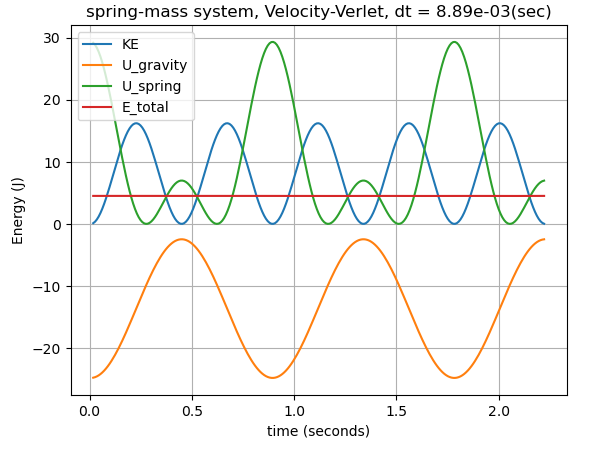 spring-mass system, Velocity-Verlet, dt = 8.89e-03(sec)
KE
U_gravity
U_spring
E_total
Energy (J)
30
20
10
0
−10
−20
0.0 0.5 1.0 1.5 2.0
time (seconds)